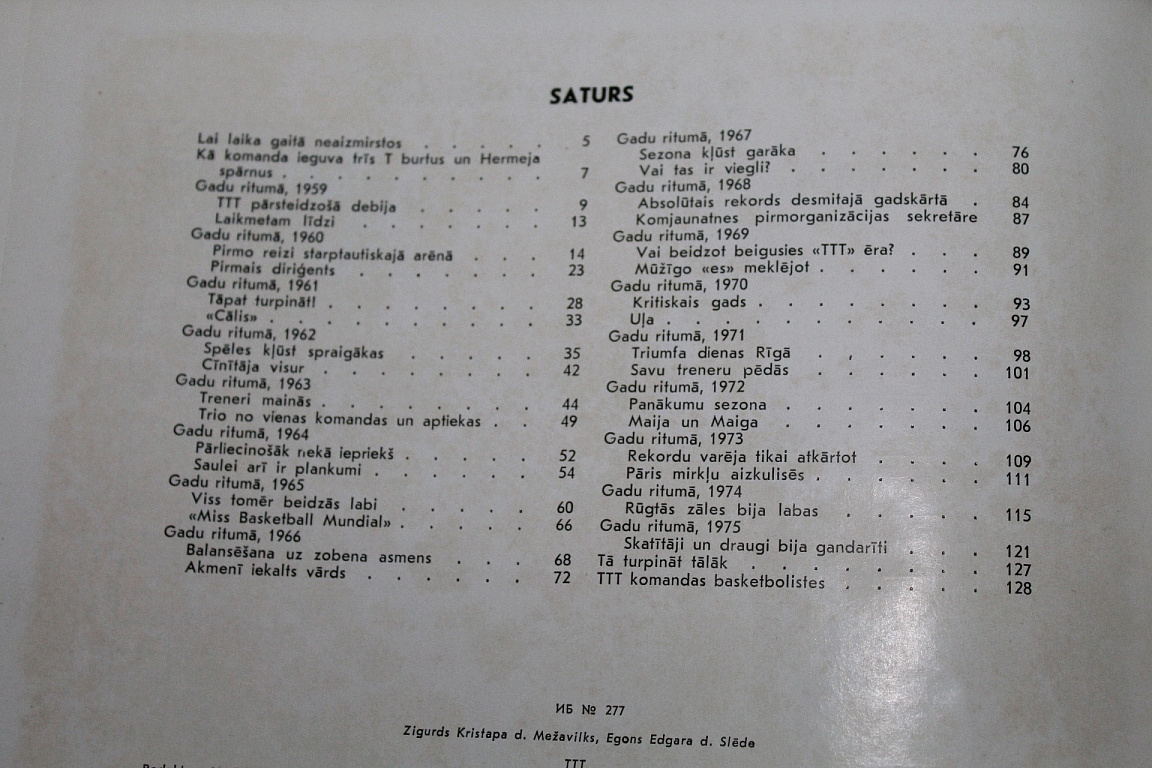 SATURS
Lai laika gaitā neaizmirstos . . . . . 5
Kā komanda ieguva trīs T burtus un Hermeja
spārnus . . . . . . . . . 7
Gadu ritumā, 1959
TTT pārsteidzošā debija . . . . . 9
Laikmetam līdzi . . . . . . . 13
Gadu ritumā, 1960
Pirmo reizi starptautiskajā arēnā . . . 14
Pirmais diriģents . . . . . . . 23
Gadu ritumā, 1961
Tāpat turpināt! . . . . . . . 28
«Cālis» . . . . . . . . . 33
Gadu ritumā, 1962
Spēles kļūst spraigākas . . . . . 35
Cīnītāja visur . . . . . . . 42
Gadu ritumā, 1963
Treneri mainās . . . . . . . 44
Trio no vienas komandas un aptiekas . . 49
Gadu ritumā, 1964
Pārliecinošāk nekā iepriekš . . . . . 52
Saulei arī ir plankumi . . . . . . 54
Gadu ritumā, 1965
Viss tomēr beidzās labi . . . . . 60
«Miss Basketball Mundial» . . . . . 66
Gadu ritumā, 1966
Balansēšana uz zobena asmens . . . 68
Akmenī iekalts vārds . . . . . . 72
Gadu ritumā, 1967
Sezona kļūst garāka . . . . . . 76
Vai tas ir viegli? . . . . . . . 80
Gadu ritumā, 1968
Absolūtais rekords desmitajā gadskārtā . 84
Komjaunatnes pirmorganizācijas sekretāre 87
Gadu ritumā, 1969
Vai beidzot beigusies «TTT» ēra? . . . 89
Mūžīgo «es» meklējot . . . . . . 91
Gadu ritumā, 1970
Kritiskais gads . . . . . . . . 93
Uļa . . . . . . . . . . . 97
Gadu ritumā, 1971
Triumfa dienas Rīgā . . . . . . 98
Savu treneru pēdās . . . . . . 101
Gadu ritumā, 1972
Panākumu sezona . . . . . . . 104
Maija un Maiga . . . . . . . 106
Gadu ritumā, 1973
Rekordu varēja tikai atkārtot . . . . 109
Pāris mirkļu aizkulisēs . . . . . . 111
Gadu ritumā, 1974
Rūgtās zāles bija labas . . . . . 115
Gadu ritumā, 1975
Skatītāji un draugi bija gandarīti . . . 121
Tā turpināt tālāk . . . . . . . . 127
TTT komandas basketbolistes . . . . . 128
ИБ № 277
Zigurds Kristapa d. Mežavilks, Egons Edgara d. Slēde
TTT